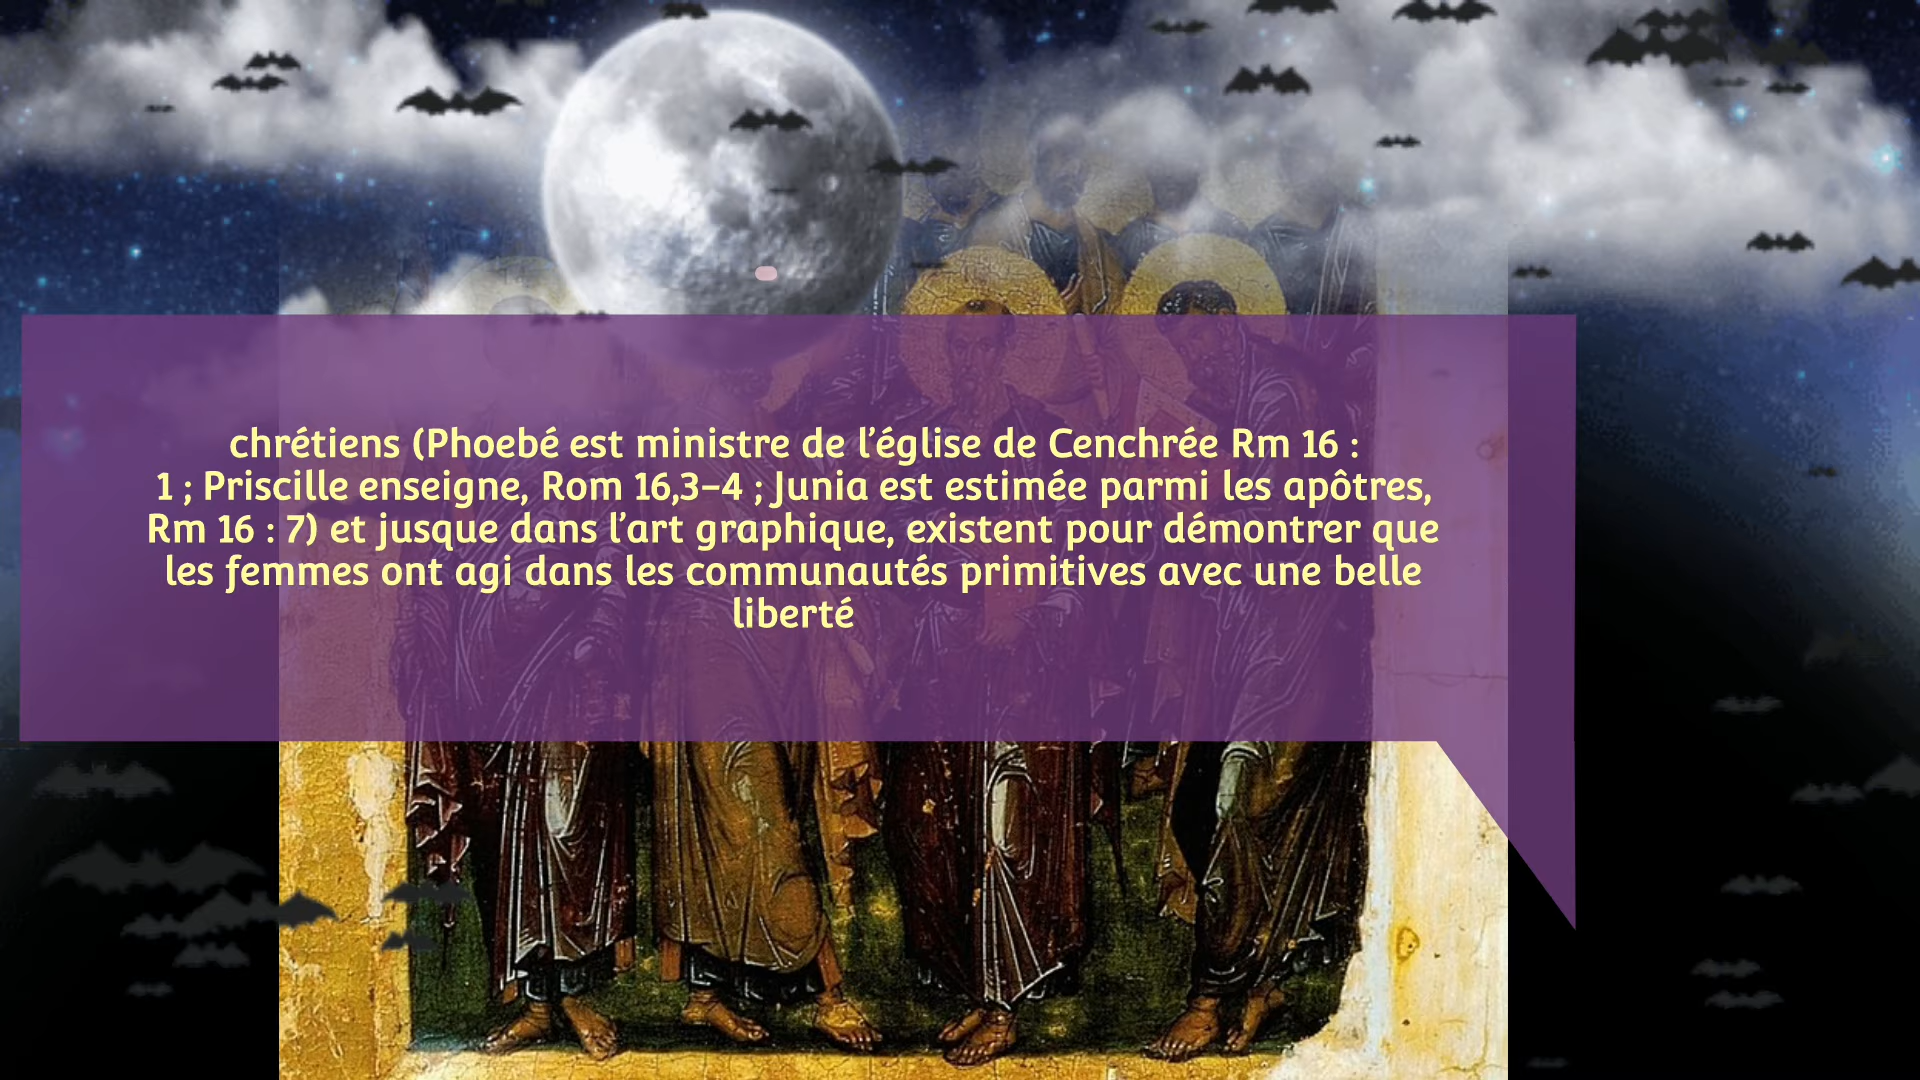 chrétiens (Phoebé est ministre de l’église de Cenchrée Rm 16 :
1 ; Priscille enseigne, Rom 16,3–4 ; Junia est estimée parmi les apôtres,
Rm 16 : 7) et jusque dans l’art graphique, existent pour démontrer que
les femmes ont agi dans les communautés primitives avec une belle
liberté